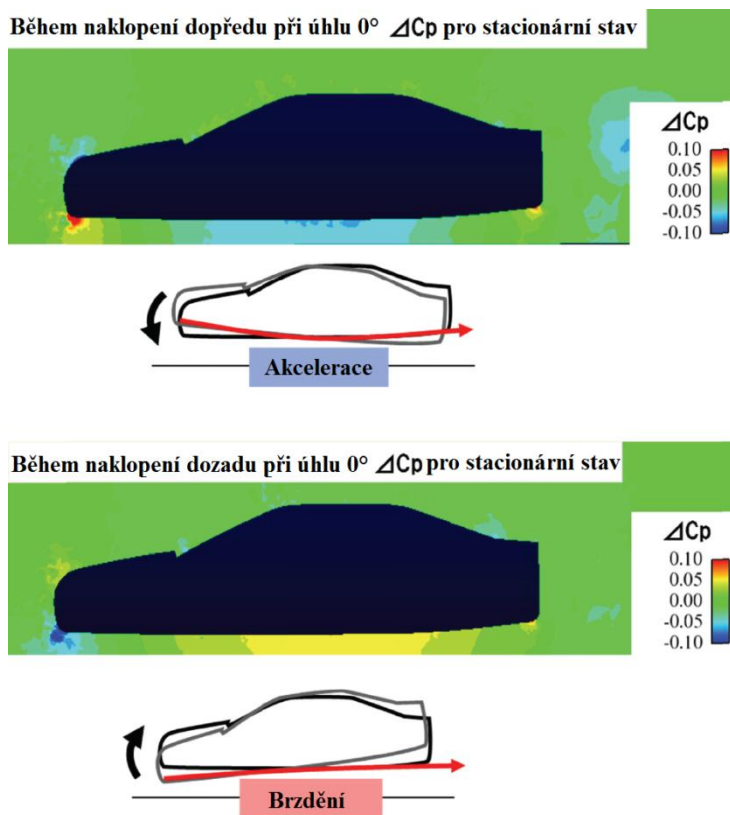 Během naklopení dopředu při úhlu 0° ⊿Cp pro stacionární stav
⊿Cp
0.10
0.05
0.00
-0.05
-0.10
Akcelerace
Během naklopení dozadu při úhlu 0° ⊿Cp pro stacionární stav
⊿Cp
0.10
0.05
0.00
-0.05
-0.10
Brzdění